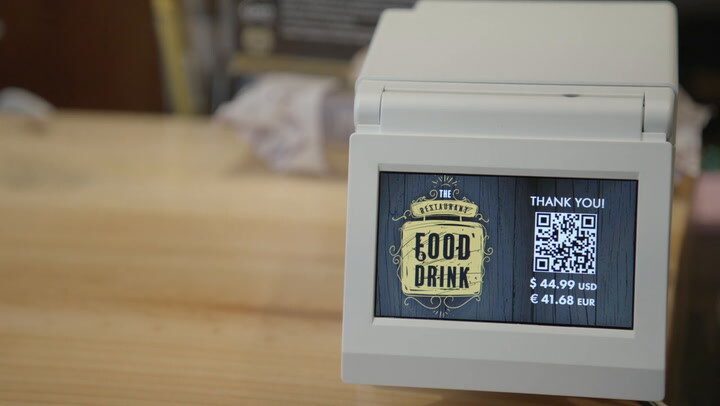 THE
RESTAURANT
FOOD
DRINK
THANK YOU!
$ 44.99 USD
€ 41.68 EUR